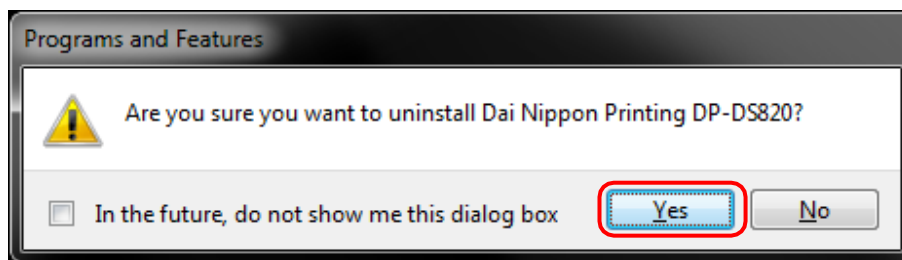 Programs and Features
Are you sure you want to uninstall Dai Nippon Printing DP-DS820?
In the future, do not show me this dialog box
Yes
No